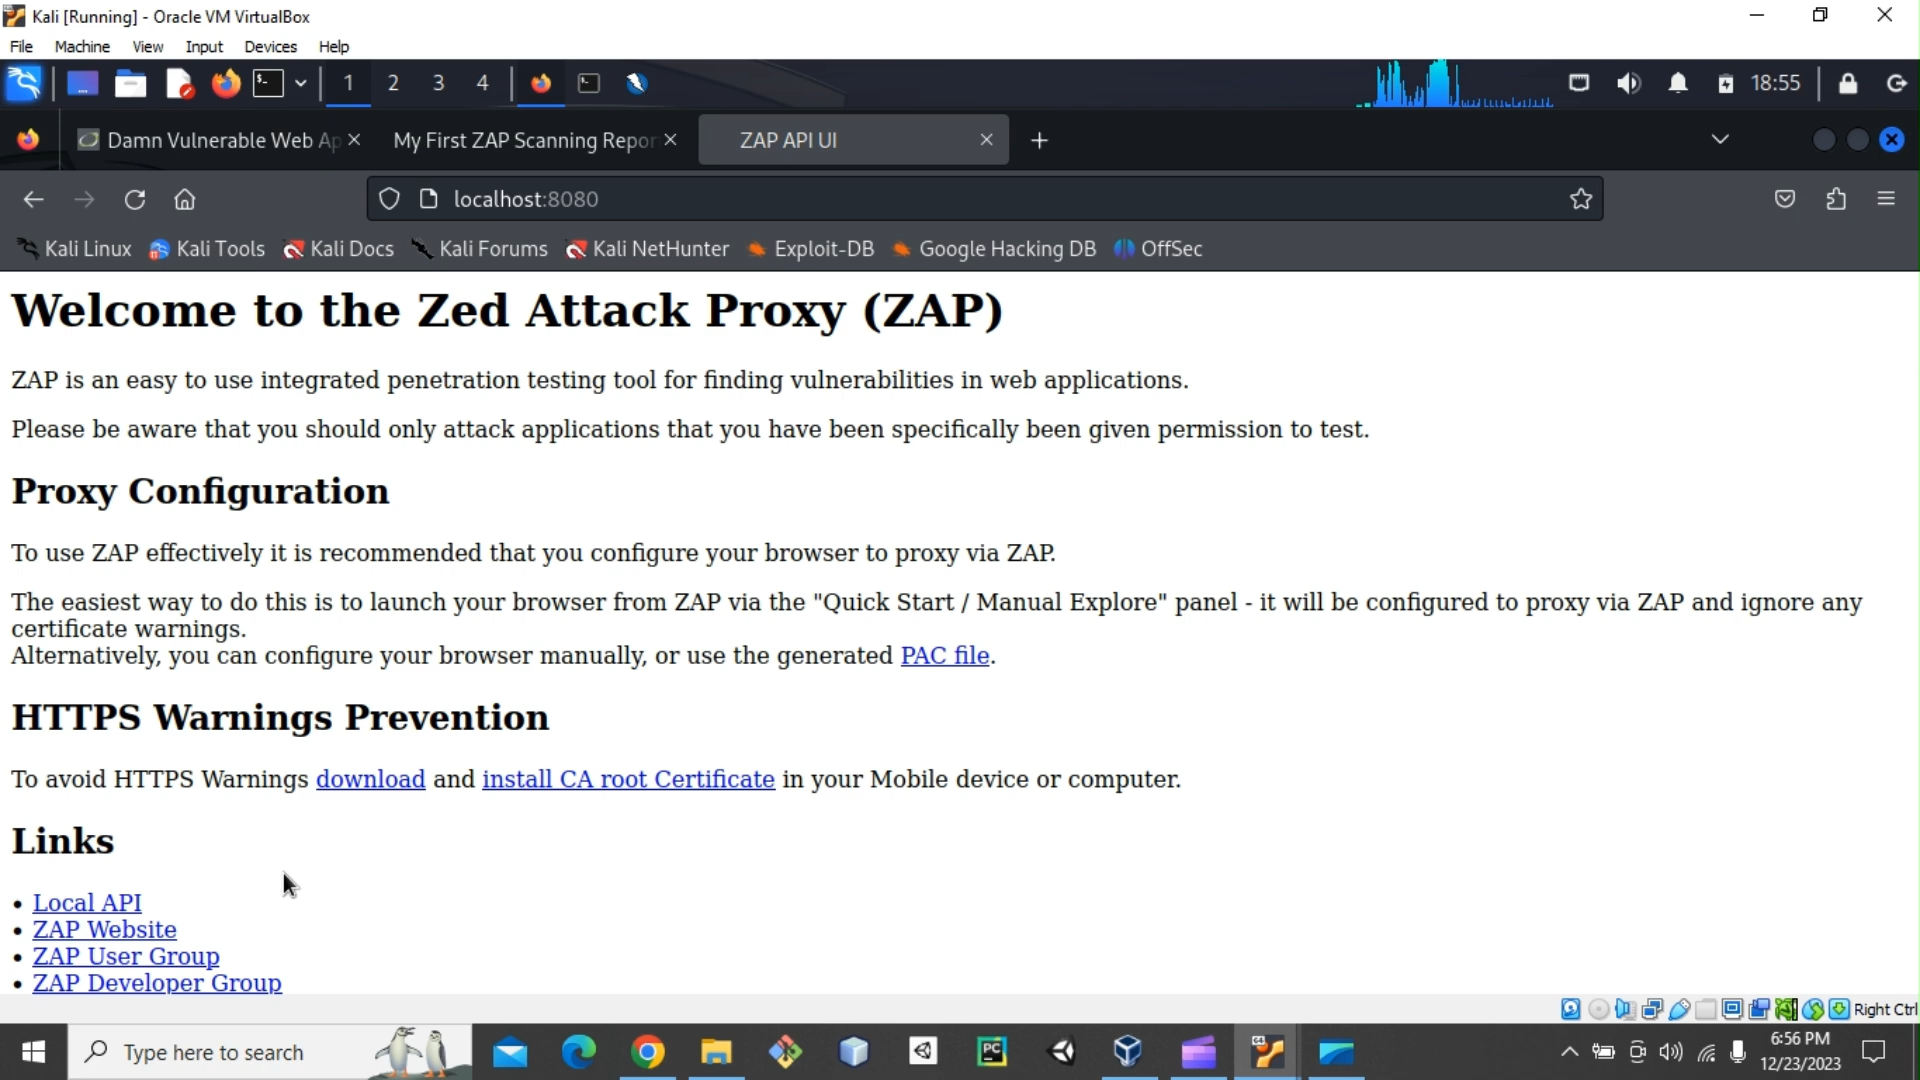 Kali [Running] - Oracle VM VirtualBox
File Machine View Input Devices Help
1 2 3 4 18:55
Damn Vulnerable Web Ap My First ZAP Scanning Repor ZAP API UI
localhost:8080
Kali Linux Kali Tools Kali Docs Kali Forums Kali NetHunter Exploit-DB Google Hacking DB OffSec
Welcome to the Zed Attack Proxy (ZAP)
ZAP is an easy to use integrated penetration testing tool for finding vulnerabilities in web applications.
Please be aware that you should only attack applications that you have been specifically been given permission to test.
Proxy Configuration
To use ZAP effectively it is recommended that you configure your browser to proxy via ZAP.
The easiest way to do this is to launch your browser from ZAP via the "Quick Start / Manual Explore" panel - it will be configured to proxy via ZAP and ignore any
certificate warnings.
Alternatively, you can configure your browser manually, or use the generated PAC file.
HTTPS Warnings Prevention
To avoid HTTPS Warnings download and install CA root Certificate in your Mobile device or computer.
Links
• Local API
• ZAP Website
• ZAP User Group
• ZAP Developer Group
Right Ctrl
Type here to search
PC
64
6:56 PM
12/23/2023